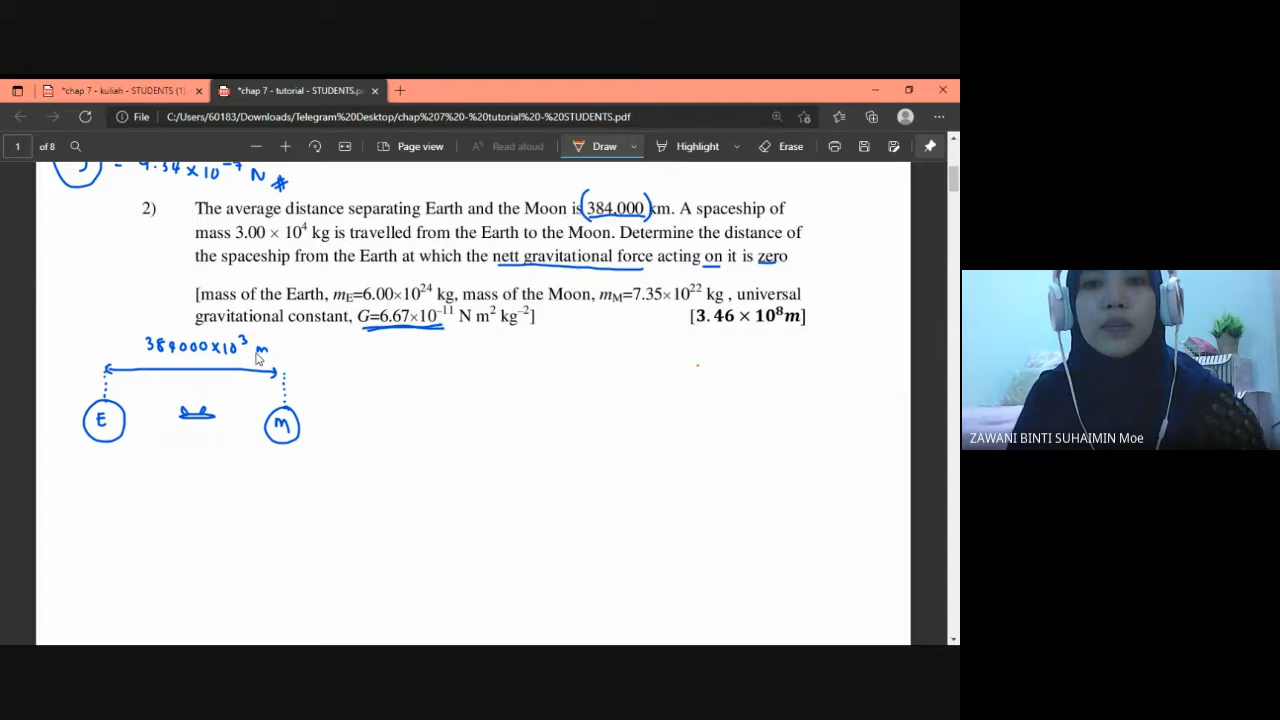 *chap 7 - kuliah - STUDENTS (1)
*chap 7 - tutorial - STUDENTS.p
File
C:/Users/60183/Downloads/Telegram%20Desktop/chap%207%20-%20tutorial%20-%20STUDENTS.pdf
1 of 8
Page view
Read aloud
Draw
Highlight
Erase
= 9.34 x 10⁻⁷ N
2) The average distance separating Earth and the Moon is 384,000 km. A spaceship of
mass 3.00 × 10⁴ kg is travelled from the Earth to the Moon. Determine the distance of
the spaceship from the Earth at which the nett gravitational force acting on it is zero
[mass of the Earth, mE=6.00×10²⁴ kg, mass of the Moon, mM=7.35×10²² kg , universal
gravitational constant, G=6.67×10⁻¹¹ N m² kg⁻²] [3.46 × 10⁸m]
384000 x 10³ m
E
M
ZAWANI BINTI SUHAIMIN Moe